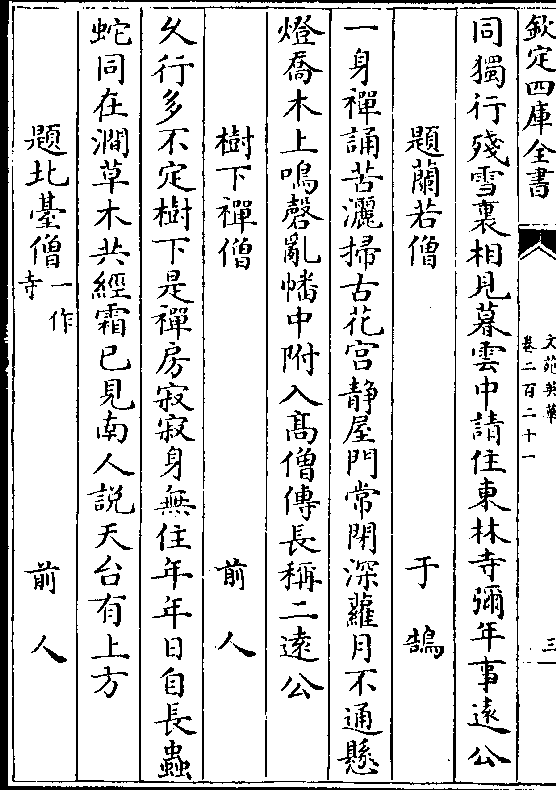 欽定四庫全書
文苑英華
卷二百二十一
三
同獨行殘雪裏相見暮雲中請住東林寺彌年事逺公
題蘭若僧
于鵠
一身禪誦苦灑掃古花宮静屋門常閉深蘿月不通懸
燈喬木上鳴磬亂幡中附入髙僧傳長稱二逺公
樹下禪僧
前人
久行多不定樹下是禪房寂寂身無住年年日自長蟲
蛇同在澗草木共經霜已見南人說天台有上方
題北臺僧一作寺
前人